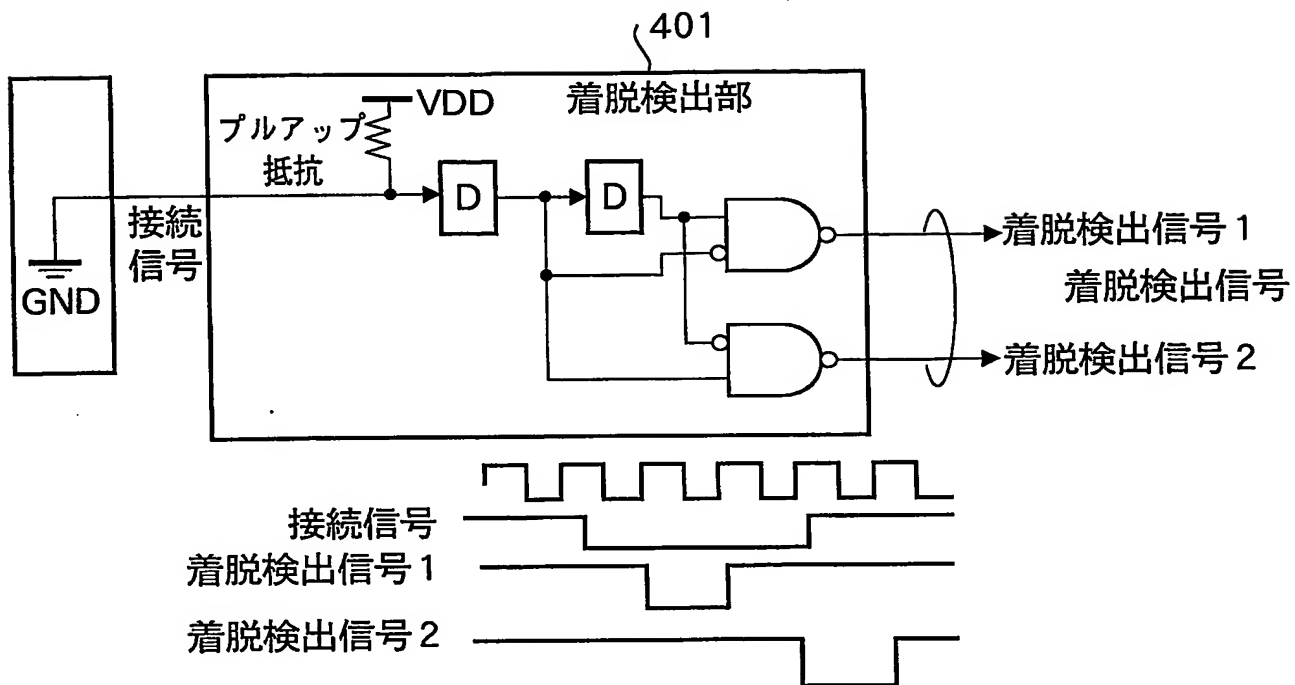 401
着脱検出部
VDD
プルアップ
抵抗
D
D
接続
信号
GND
着脱検出信号1
着脱検出信号
着脱検出信号2
接続信号
着脱検出信号1
着脱検出信号2